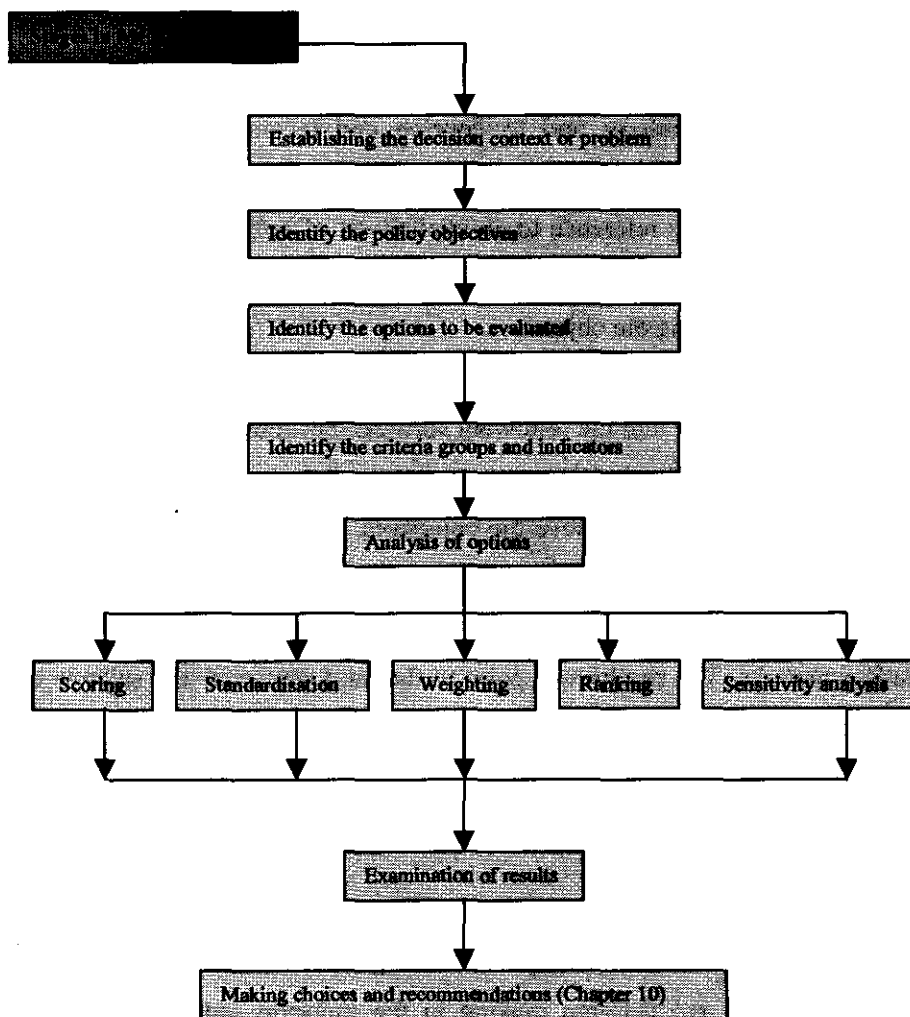 Establishing the decision context or problem
Identify the policy objectives
Identify the options to be evaluated
Identify the criteria groups and indicators
Analysis of options
Scoring
Standardisation
Weighting
Ranking
Sensitivity analysis
Examination of results
Making choices and recommendations (Chapter 10)